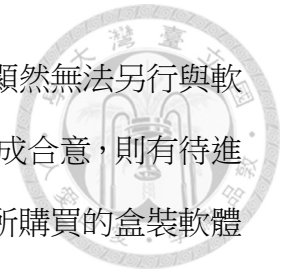 顯然無法另行與軟
成合意，則有待進
所購買的盒裝軟體